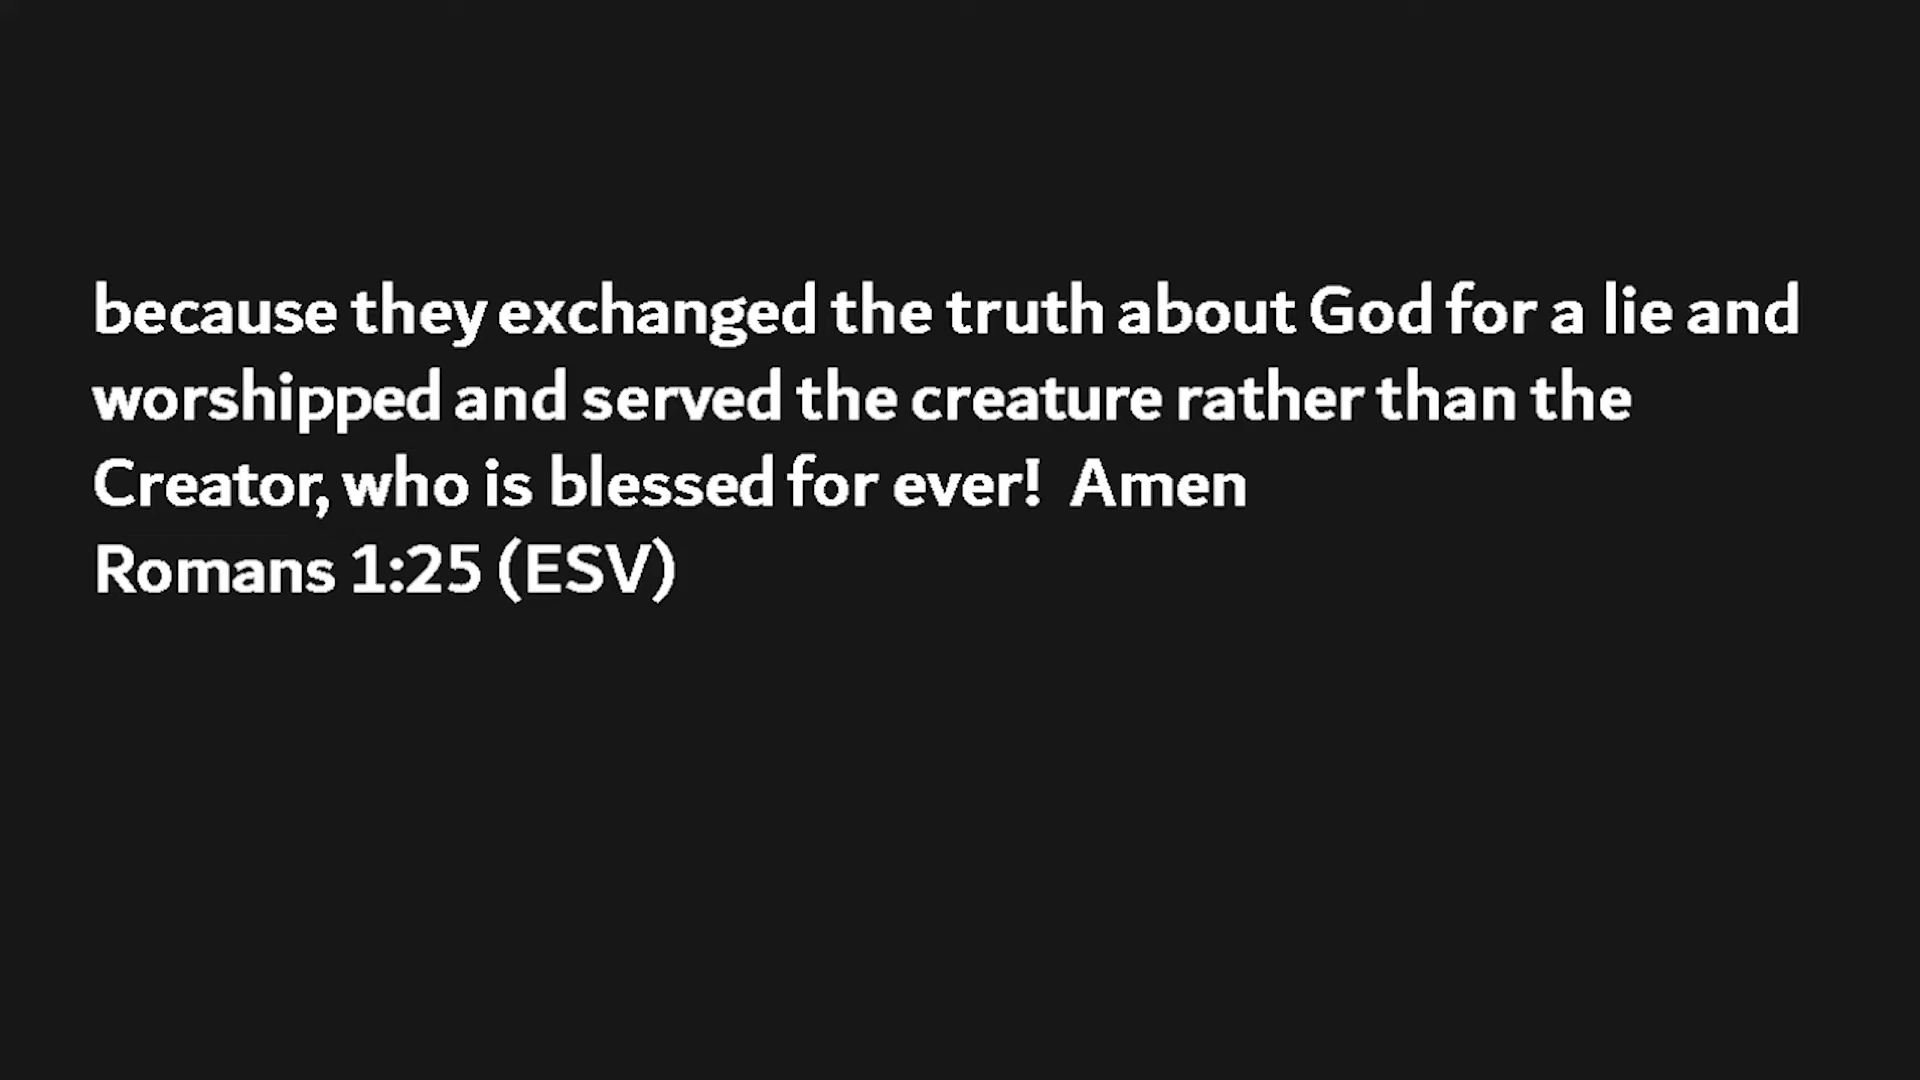 because they exchanged the truth about God for a lie and
worshipped and served the creature rather than the
Creator, who is blessed for ever!  Amen
Romans 1:25 (ESV)